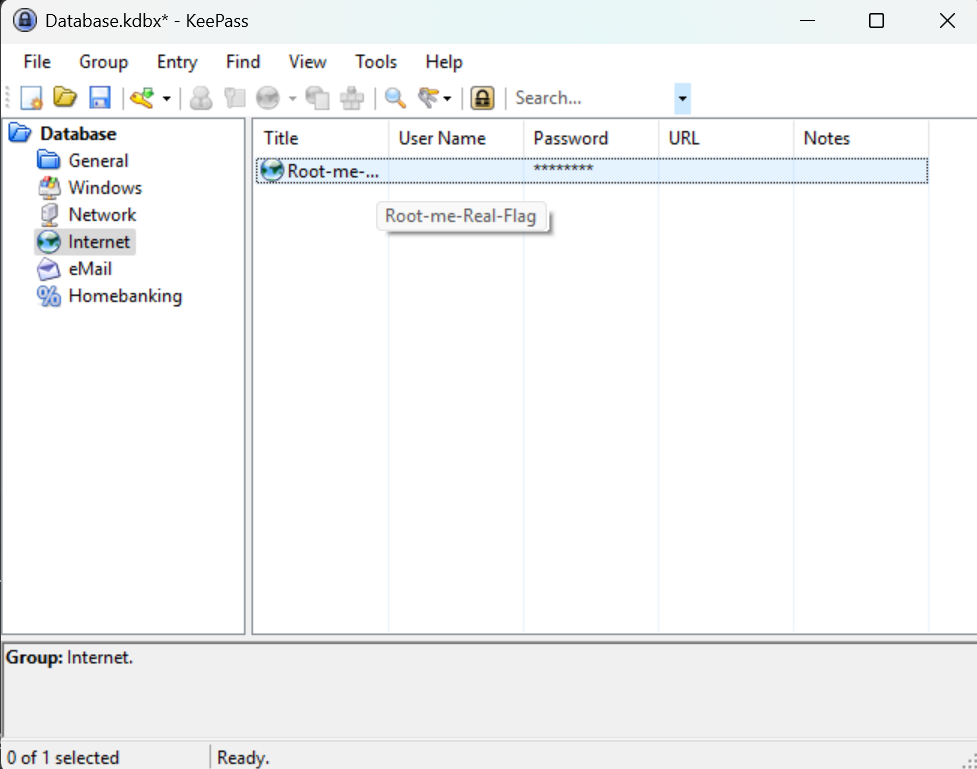 Database.kdbx* - KeePass
File Group Entry Find View Tools Help
Search...
Database
General
Windows
Network
Internet
eMail
Homebanking
Title User Name Password URL Notes
Root-me-... ********
Root-me-Real-Flag
Group: Internet.
0 of 1 selected Ready.